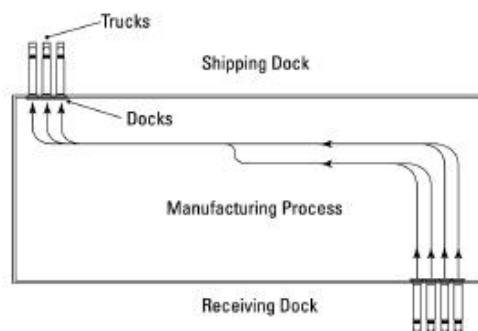 Trucks
Shipping Dock
Docks
Manufacturing Process
Receiving Dock